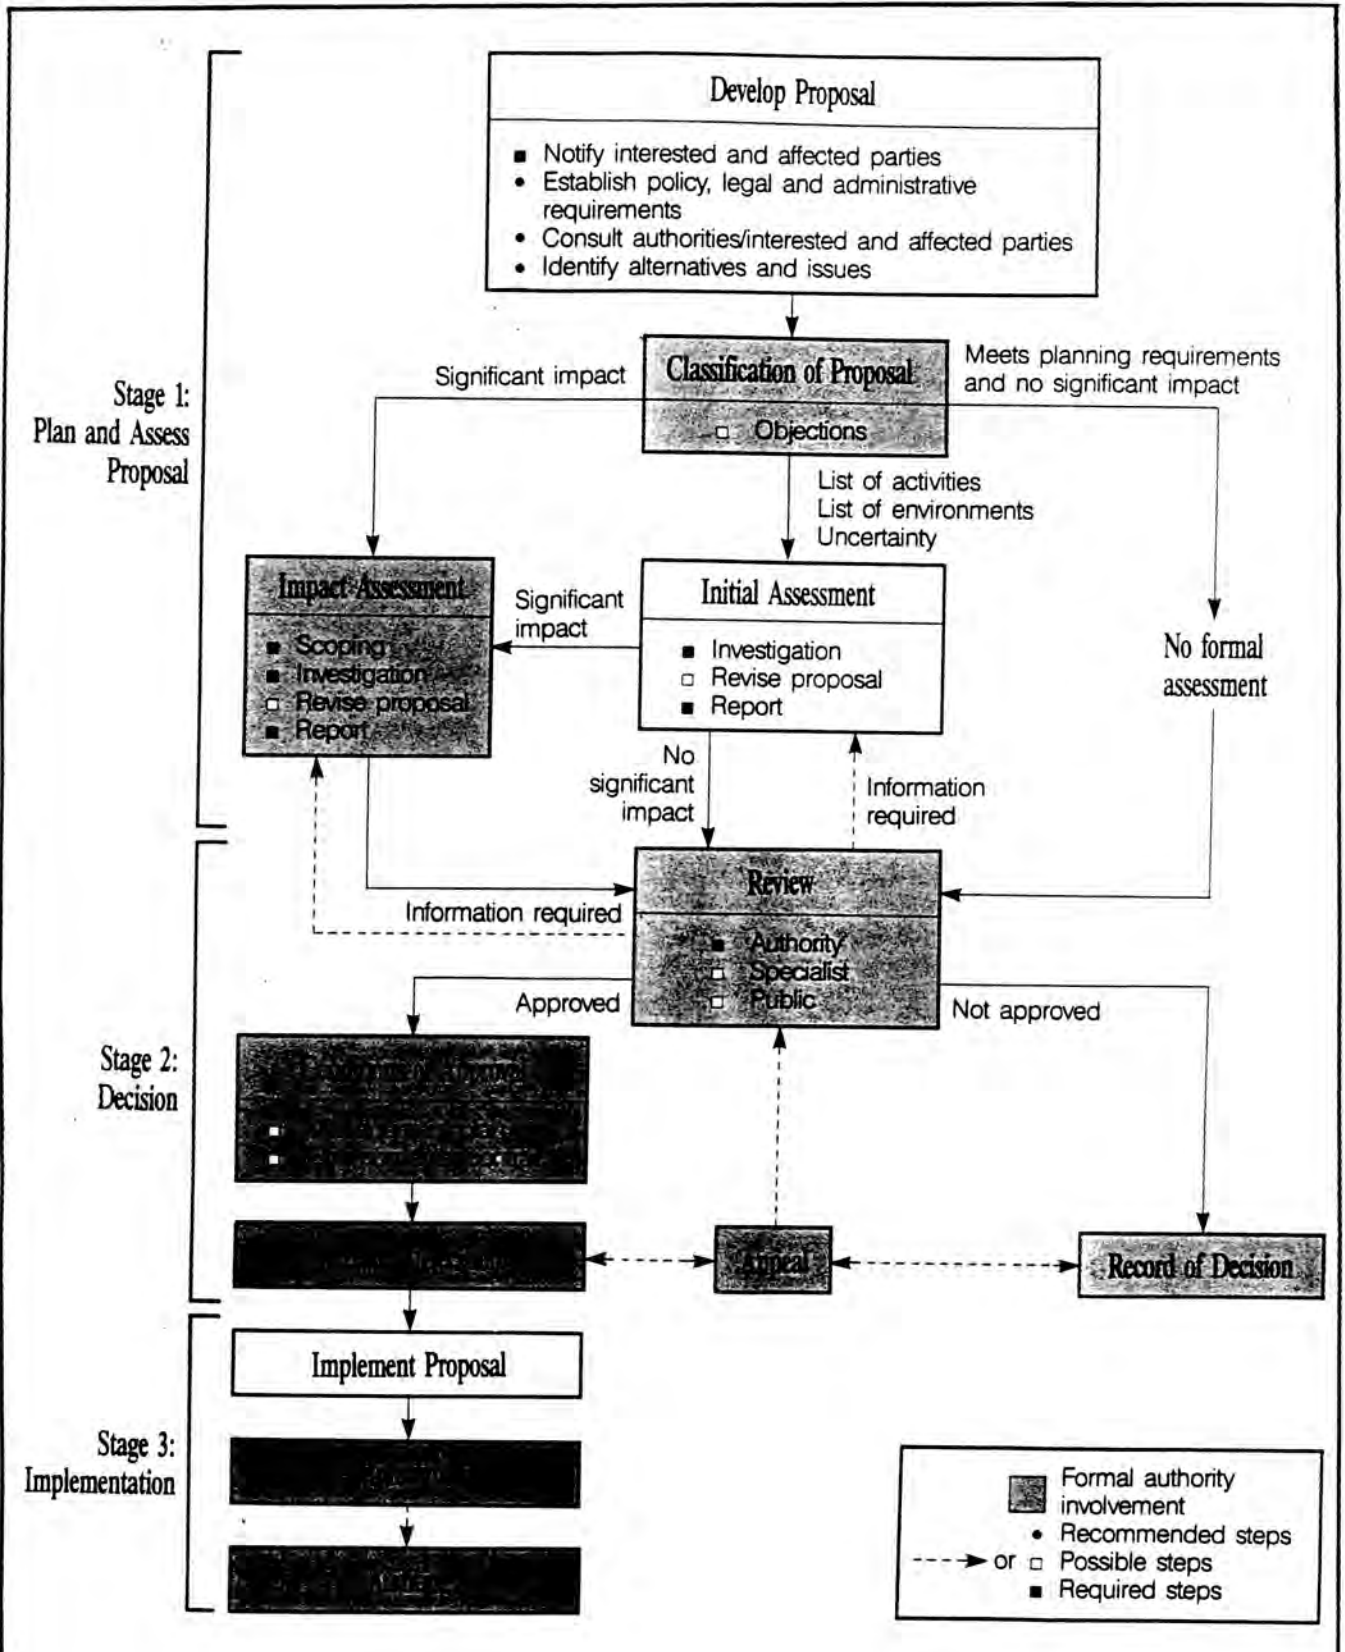 Develop Proposal
■ Notify interested and affected parties
• Establish policy, legal and administrative
requirements
• Consult authorities/interested and affected parties
• Identify alternatives and issues
Stage 1:
Plan and Assess
Proposal
Significant impact
Classification of Proposal
□ Objections
Meets planning requirements
and no significant impact
List of activities
List of environments
Uncertainty
Impact Assessment
■ Scoping
■ Investigation
□ Revise proposal
■ Report
Significant
impact
Initial Assessment
■ Investigation
□ Revise proposal
■ Report
No formal
assessment
No
significant
impact
Information
required
Review
■ Authority
□ Specialist
□ Public
Information required
Approved
Not approved
Stage 2:
Decision
Appeal
Record of Decision
Stage 3:
Implementation
Implement Proposal
Formal authority
involvement
• Recommended steps
or □ Possible steps
■ Required steps